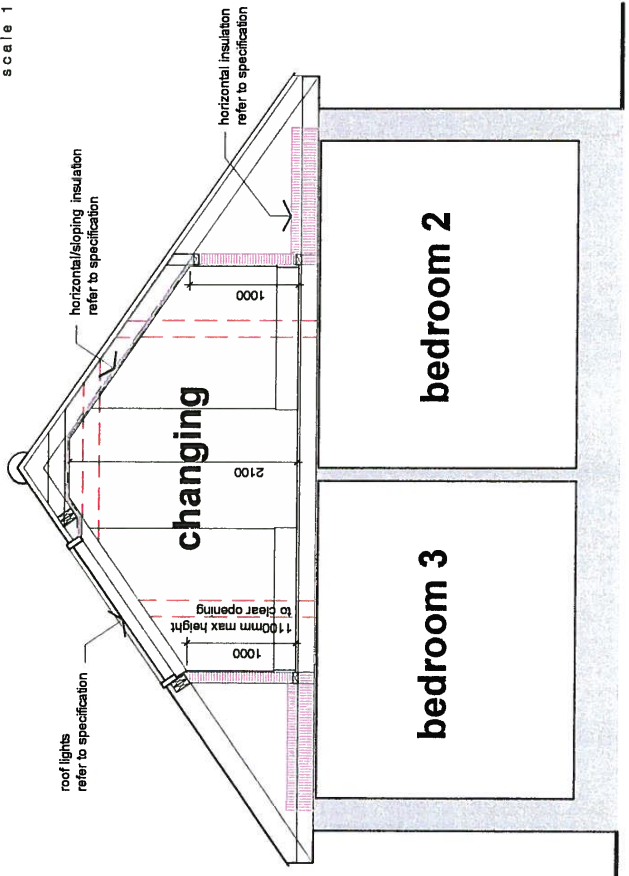 scale 1
roof lights
refer to specification
horizontal/sloping insulation
refer to specification
horizontal insulation
refer to specification
changing
2100
1000
1000
1100mm max height
to clear opening
bedroom 3
bedroom 2